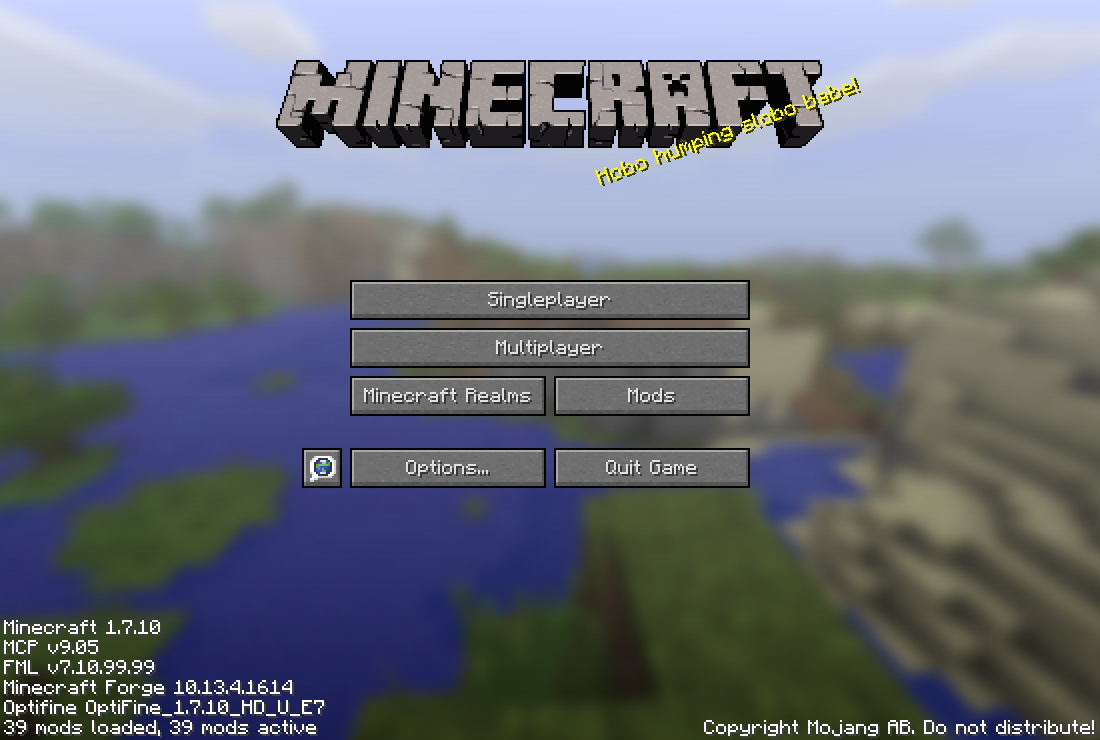 MINECRAFT
Hobo humping slobo babe!
Singleplayer
Multiplayer
Minecraft Realms
Mods
Options...
Quit Game
Minecraft 1.7.10
MCP v9.05
FML v7.10.99.99
Minecraft Forge 10.13.4.1614
Optifine OptiFine_1.7.10_HD_U_E7
39 mods loaded, 39 mods active
Copyright Mojang AB. Do not distribute!